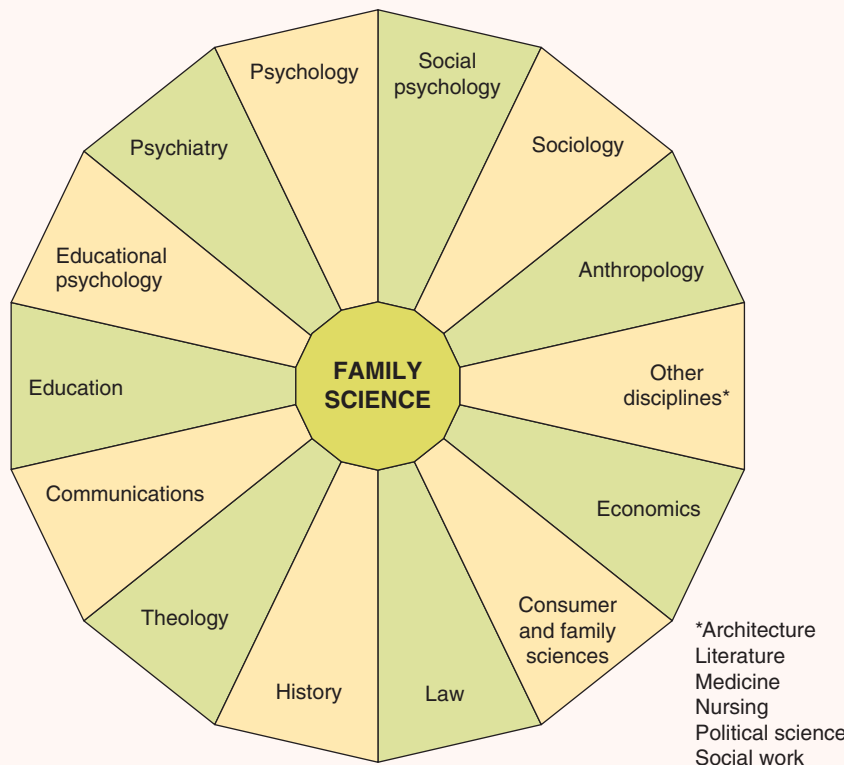 Psychology
Social
psychology
Sociology
Anthropology
Other
disciplines*
Economics
Consumer
and family
sciences
Law
History
Theology
Communications
Education
Educational
psychology
Psychiatry
FAMILY
SCIENCE
*Architecture
Literature
Medicine
Nursing
Political science
Social work